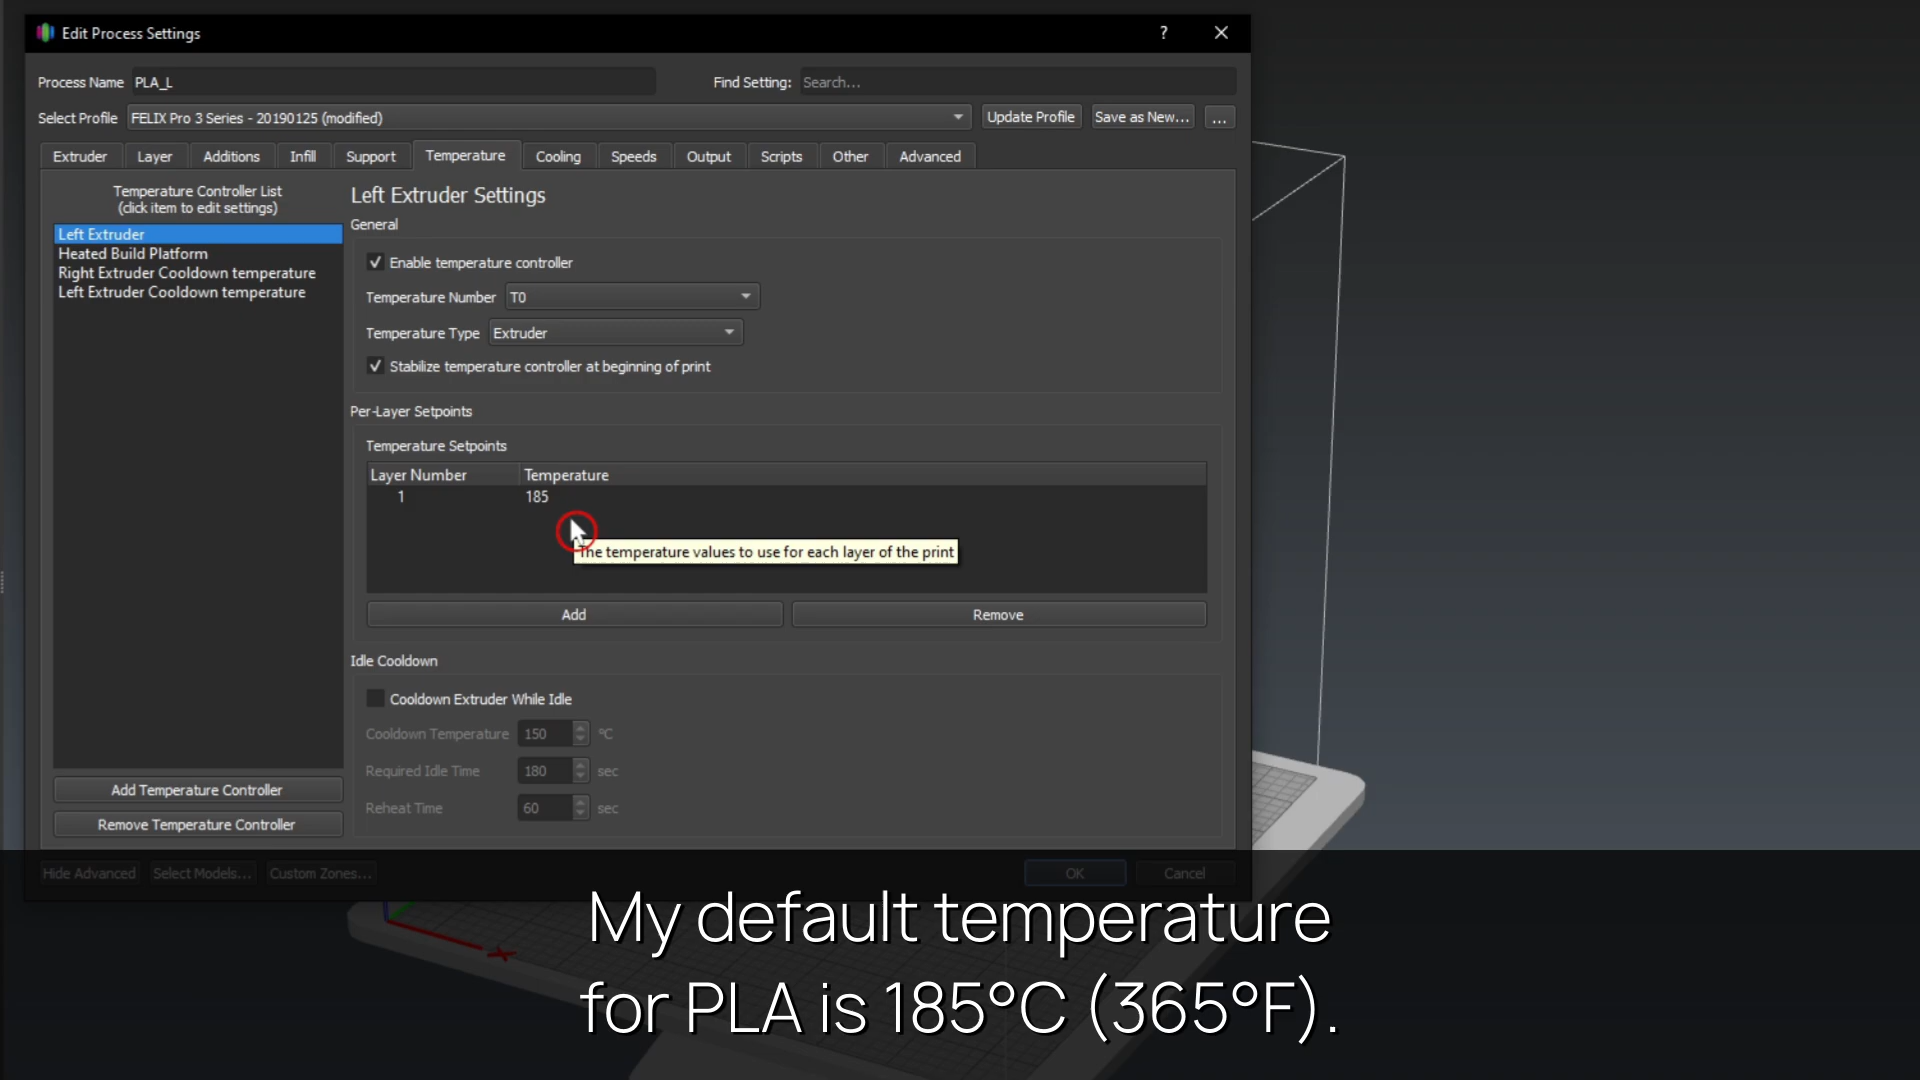 Edit Process Settings
?
Process Name PLA_L
Find Setting: Search...
Select Profile FELIX Pro 3 Series - 20190125 (modified)
Update Profile
Save as New...
...
Extruder Layer Additions Infill Support Temperature Cooling Speeds Output Scripts Other Advanced
Temperature Controller List
(click item to edit settings)
Left Extruder
Heated Build Platform
Right Extruder Cooldown temperature
Left Extruder Cooldown temperature
Add Temperature Controller
Remove Temperature Controller
Left Extruder Settings
General
Enable temperature controller
Temperature Number T0
Temperature Type Extruder
Stabilize temperature controller at beginning of print
Per-Layer Setpoints
Temperature Setpoints
Layer Number Temperature
1 185
The temperature values to use for each layer of the print
Add Remove
Idle Cooldown
Cooldown Extruder While Idle
Cooldown Temperature 150 °C
Required Idle Time 180 sec
Reheat Time 60 sec
Hide Advanced Select Models... Custom Zones...
OK Cancel
My default temperature
for PLA is 185°C (365°F).